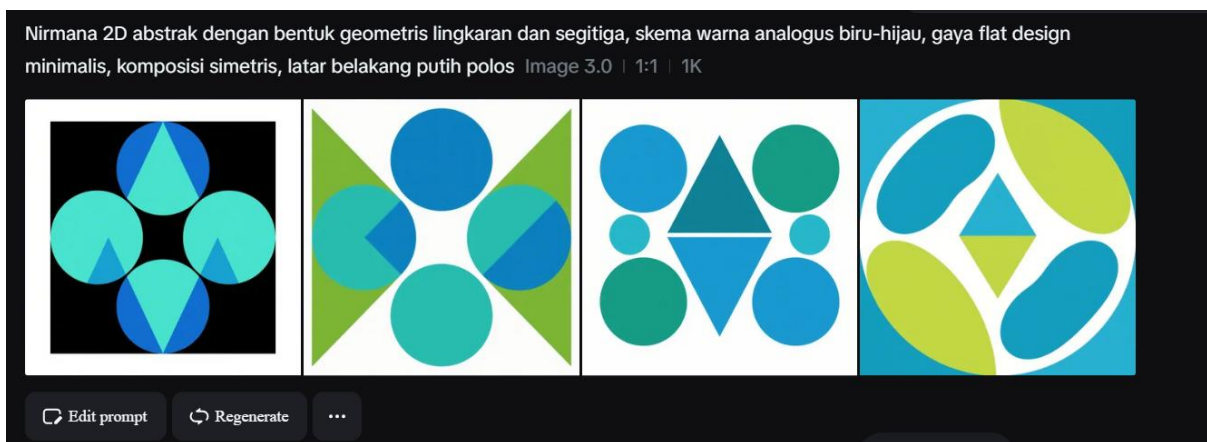 Nirmana 2D abstrak dengan bentuk geometris lingkaran dan segitiga, skema warna analogus biru-hijau, gaya flat design
minimalis, komposisi simetris, latar belakang putih polos Image 3.0 | 1:1 | 1K
Edit prompt Regenerate ...